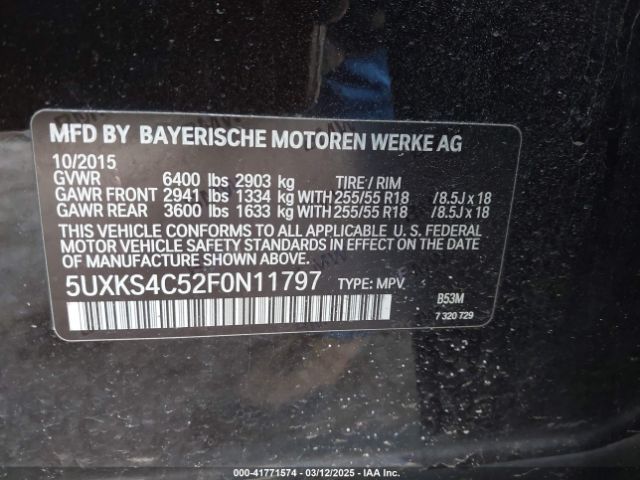 MFD BY BAYERISCHE MOTOREN WERKE AG
10/2015
GVWR 6400 lbs 2903 kg TIRE / RIM
GAWR FRONT 2941 lbs 1334 kg WITH 255/55 R18 / 8.5J x 18
GAWR REAR 3600 lbs 1633 kg WITH 255/55 R18 / 8.5J x 18
THIS VEHICLE CONFORMS TO ALL APPLICABLE U. S. FEDERAL
MOTOR VEHICLE SAFETY STANDARDS IN EFFECT ON THE DATE
OF MANUFACTURE SHOWN ABOVE.
5UXKS4C52F0N11797 TYPE: MPV
B53M
7 320 729
000-41771574 | 03/12/2025 | IAA Inc.